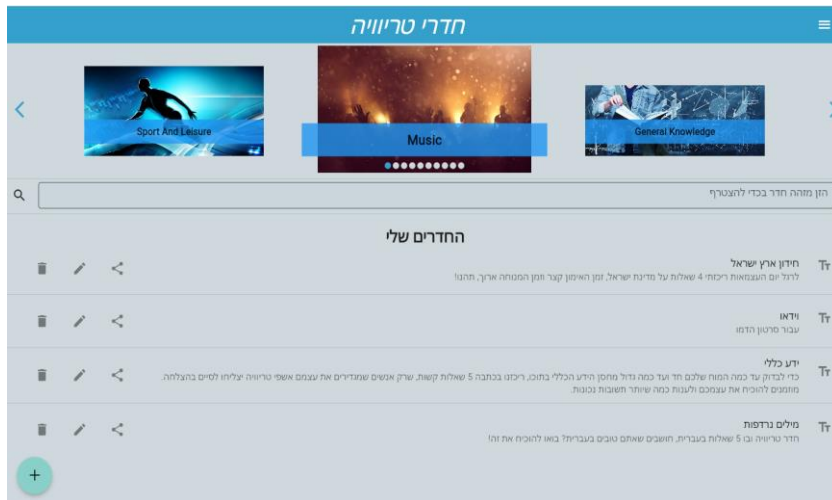 חדרי טריוויה
Sport And Leisure
Music
General Knowledge
הזן מזהה חדר בכדי להצטרף
החדרים שלי
חידון ארץ ישראל
לרגל יום העצמאות ריכזתי 4 שאלות על מדינת ישראל, זמן האימון קצר וזמן המנוחה ארוך, תהנו!
וידאו
עבור סרטון הדמו
ידע כללי
כדי לבדוק עד כמה המוח שלכם חד ועד כמה גדול מחסן הידע הכללי בתוכו, ריכזנו בכתבה 5 שאלות קשות, שרק אנשים שמגדירים את עצמם אשפי טריוויה יצליחו לסיים בהצלחה.
מוזמנים להוכיח את עצמכם ולענות כמה שיותר תשובות נכונות.
מילים נרדפות
חדר טריוויה ובו 5 שאלות בעברית, חושבים שאתם טובים בעברית? בואו להוכיח את זה!